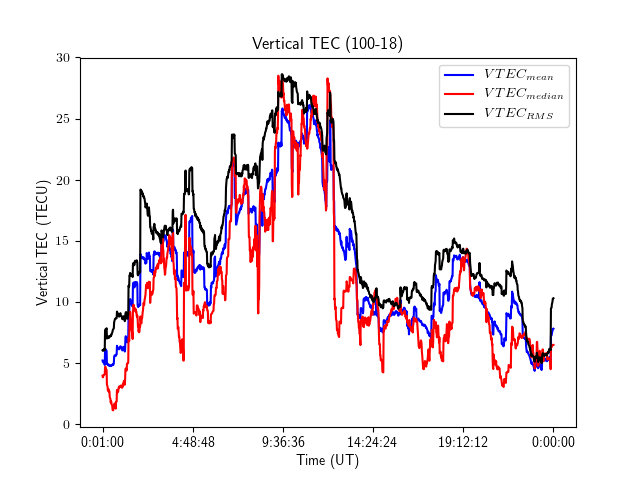 Vertical TEC (100-18)
30
25
20
15
10
5
0
Vertical TEC (TECU)
VTEC_mean
VTEC_median
VTEC_RMS
0:01:00 4:48:48 9:36:36 14:24:24 19:12:12 0:00:00
Time (UT)